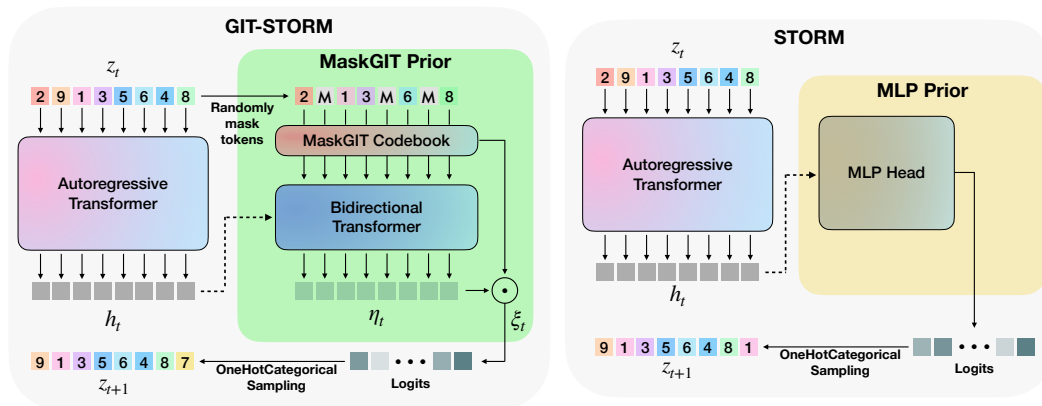 GIT-STORM
MaskGIT Prior
z_t
2 9 1 3 5 6 4 8
Randomly
mask
tokens
2 M 1 3 M 6 M 8
MaskGIT Codebook
Autoregressive
Transformer
Bidirectional
Transformer
h_t
η_t
ξ_t
9 1 3 5 6 4 8 7
z_{t+1}
OneHotCategorical
Sampling
Logits
STORM
z_t
2 9 1 3 5 6 4 8
MLP Prior
Autoregressive
Transformer
MLP Head
h_t
9 1 3 5 6 4 8 1
z_{t+1}
OneHotCategorical
Sampling
Logits